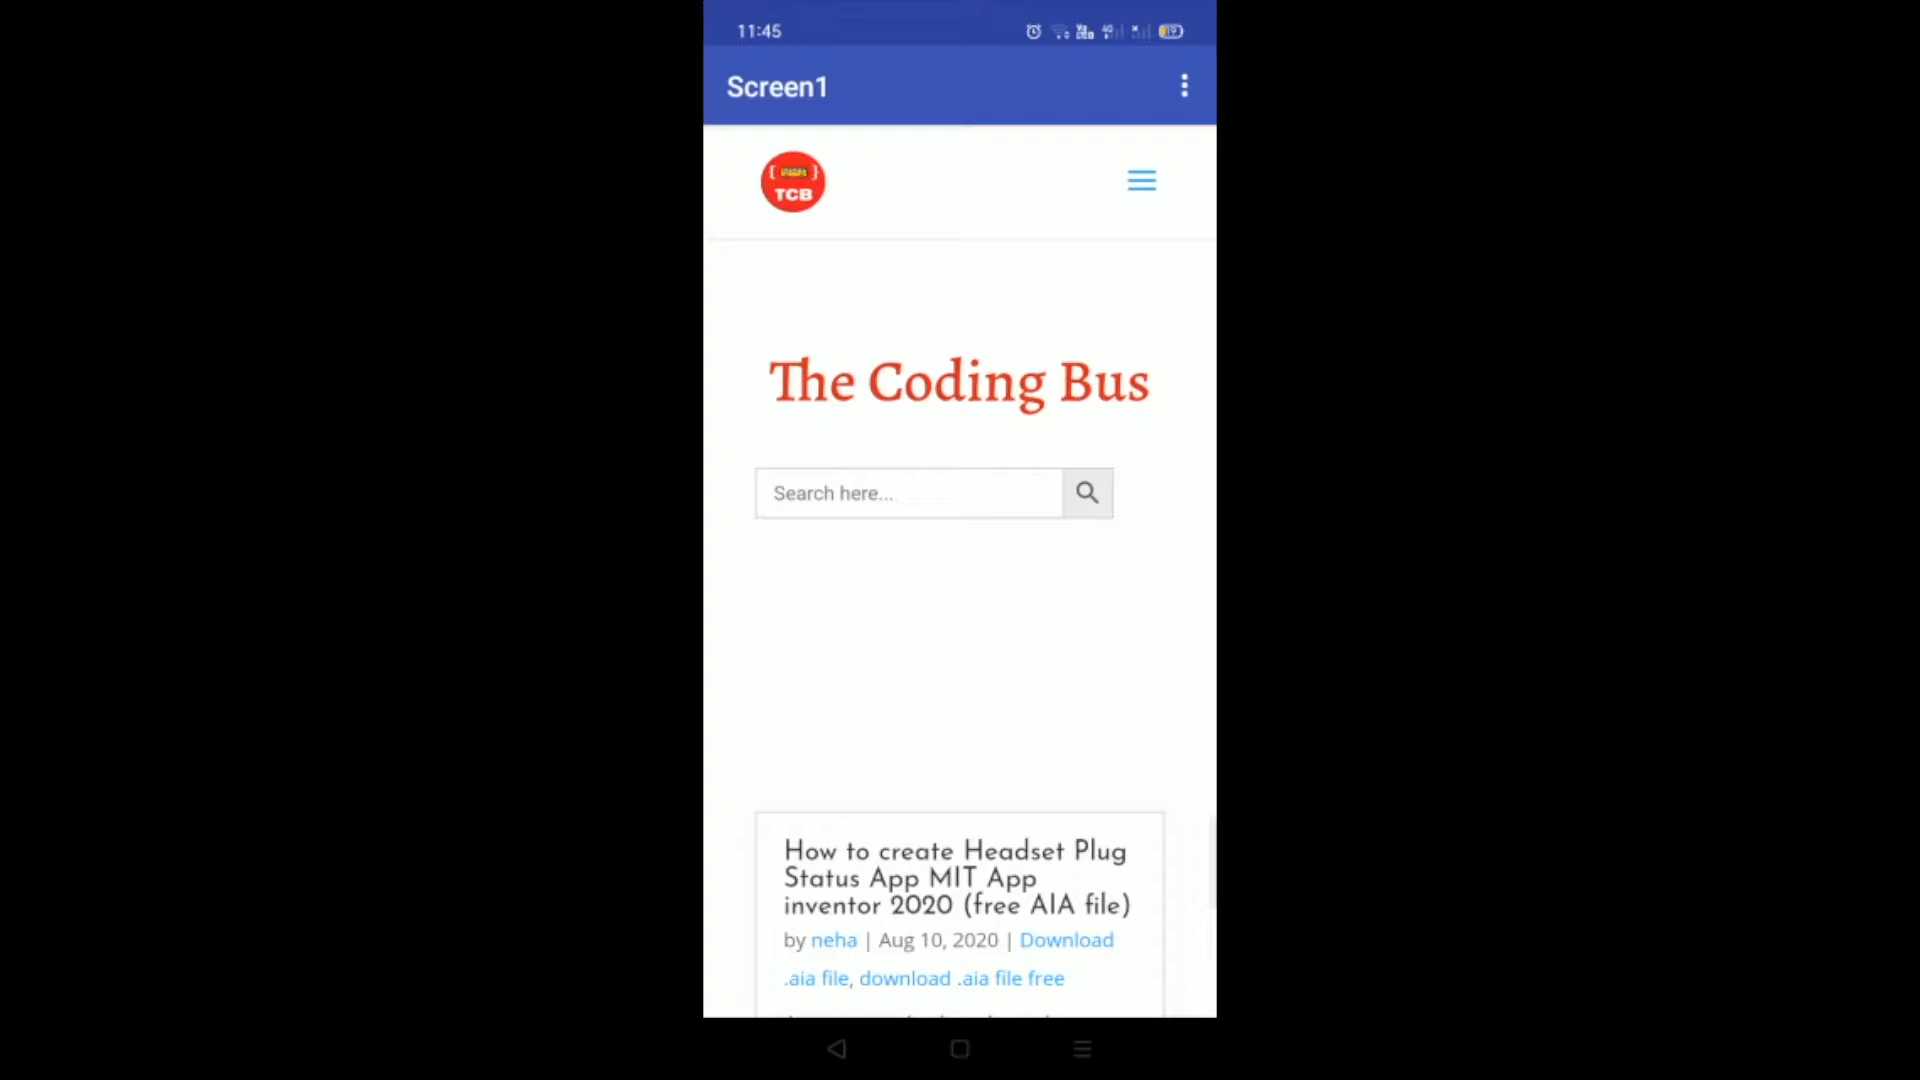 11:45
Screen1
TCB
The Coding Bus
Search here...
How to create Headset Plug
Status App MIT App
inventor 2020 (free AIA file)
by neha | Aug 10, 2020 | Download
.aia file, download .aia file free